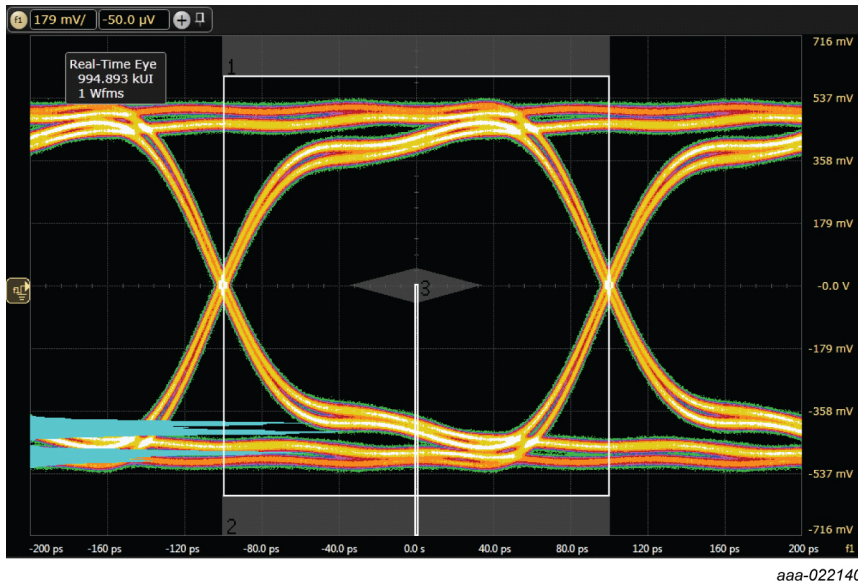 f1 179 mV/ -50.0 µV +
716 mV
1
Real-Time Eye
994.893 kUI
1 Wfms
537 mV
358 mV
179 mV
3
f1
-0.0 V
-179 mV
-358 mV
-537 mV
2
-716 mV
-200 ps -160 ps -120 ps -80.0 ps -40.0 ps 0.0 s 40.0 ps 80.0 ps 120 ps 160 ps 200 ps f1
aaa-022140